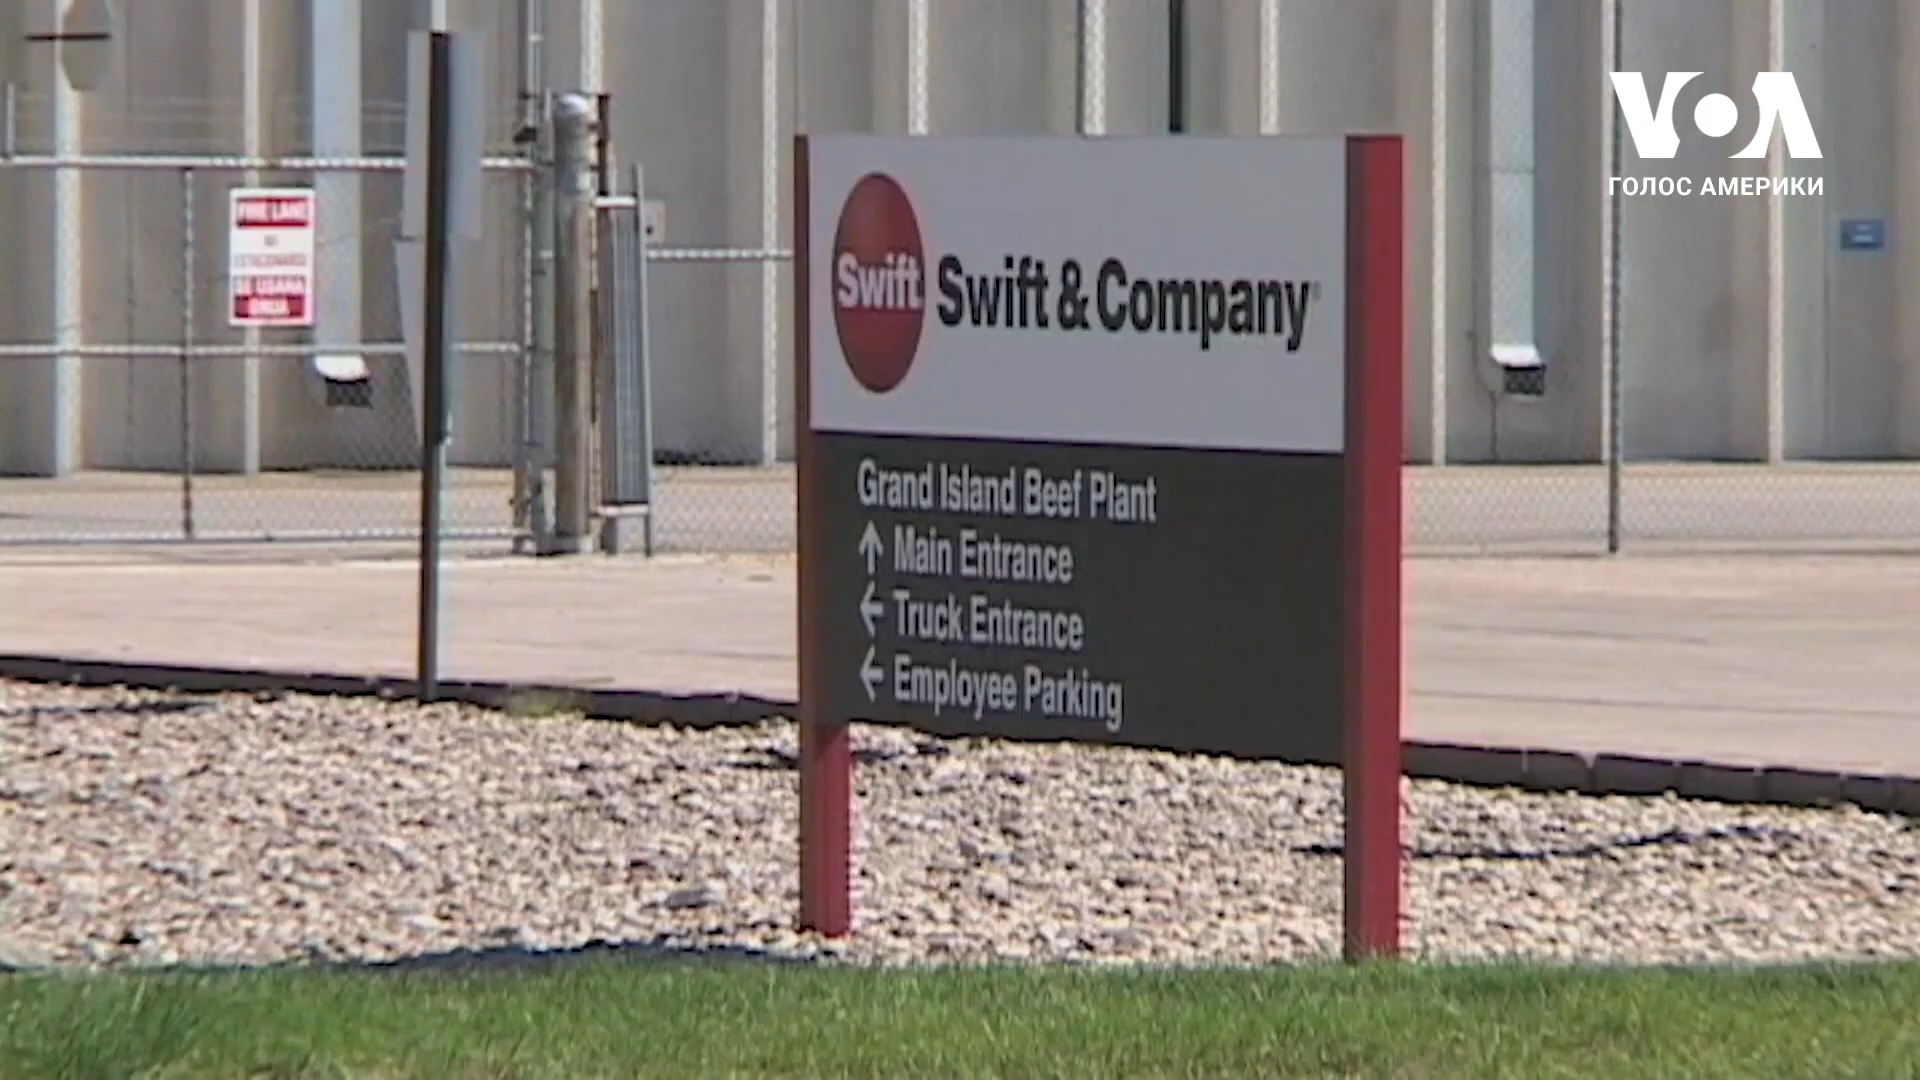 VOA
ГОЛОС АМЕРИКИ
FIRE LANE
Swift
Swift & Company
Grand Island Beef Plant
↑ Main Entrance
← Truck Entrance
← Employee Parking